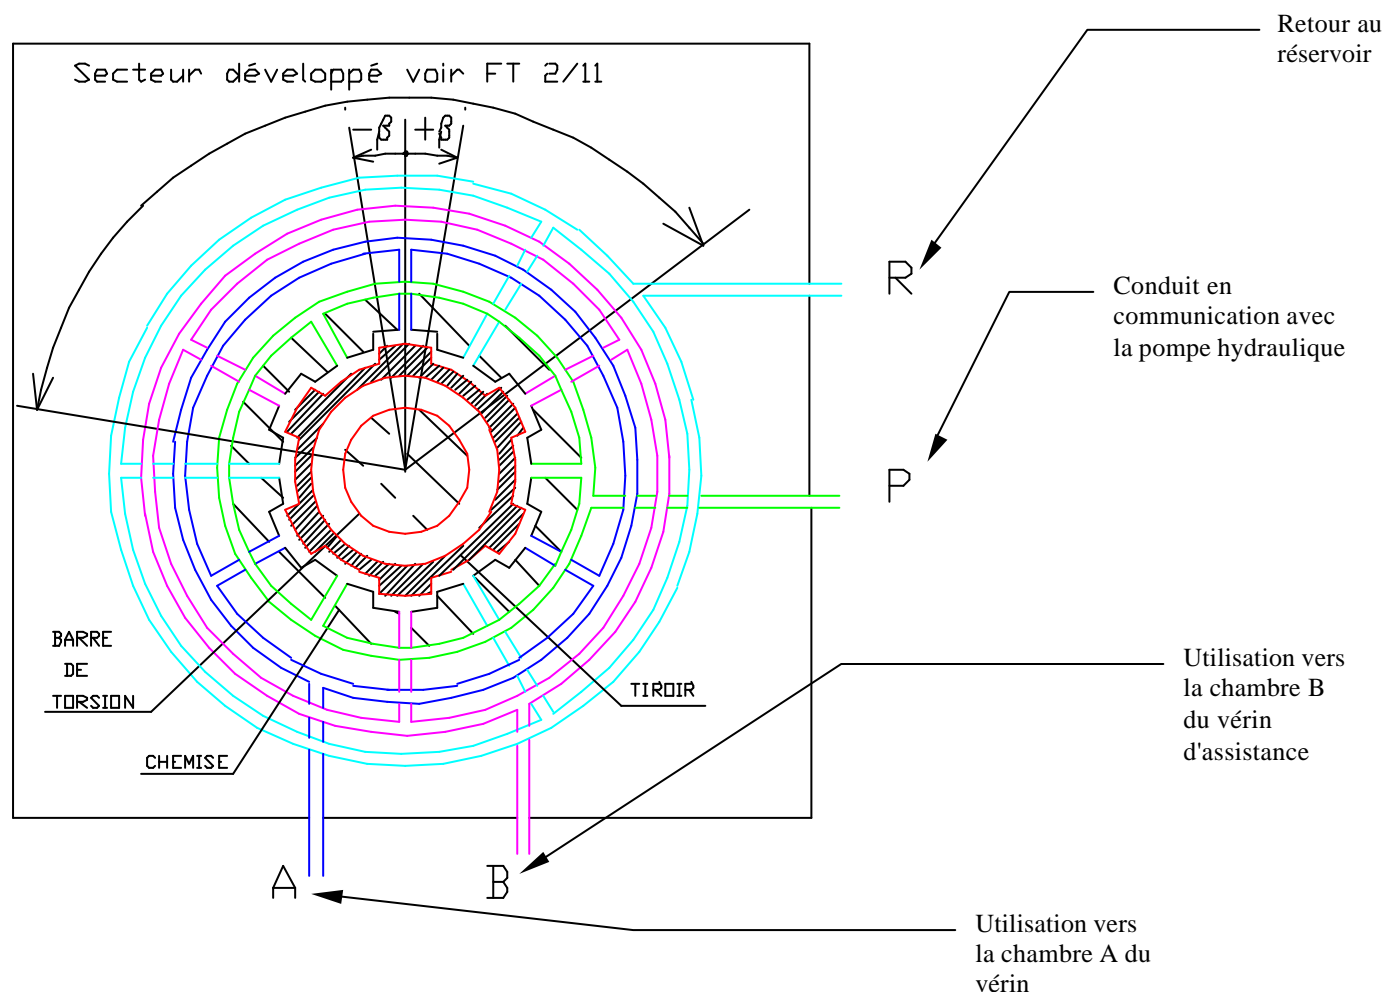 Retour au
réservoir
Secteur développé voir FT 2/11
-β +β
R
Conduit en
communication avec
la pompe hydraulique
P
BARRE
DE
TORSION
TIROIR
CHEMISE
Utilisation vers
la chambre B
du vérin
d'assistance
A
B
Utilisation vers
la chambre A du
vérin